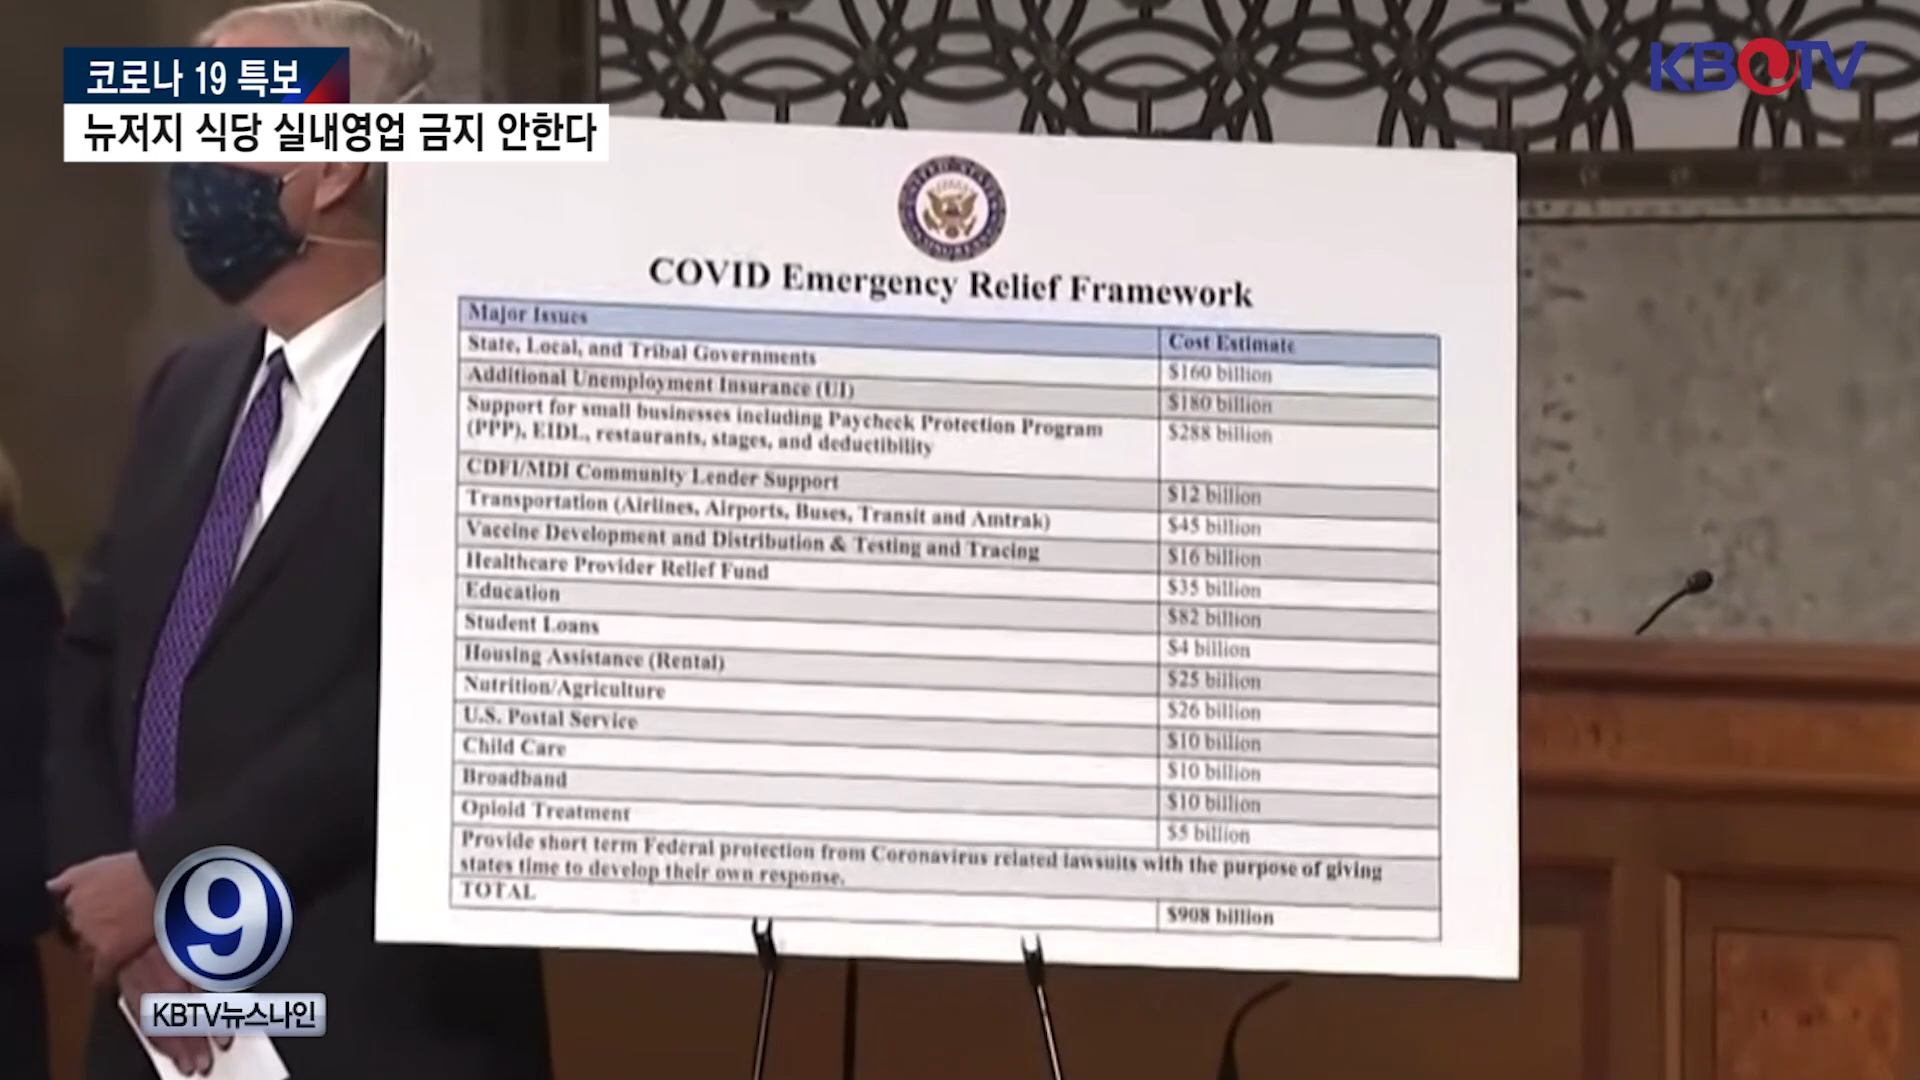 코로나 19 특보
뉴저지 식당 실내영업 금지 안한다
KBTV
UNITED STATES
CONGRESS
COVID Emergency Relief Framework
Major Issues Cost Estimate
State, Local, and Tribal Governments $160 billion
Additional Unemployment Insurance (UI) $180 billion
Support for small businesses including Paycheck Protection Program $288 billion
(PPP), EIDL, restaurants, stages, and deductibility
CDFI/MDI Community Lender Support $12 billion
Transportation (Airlines, Airports, Buses, Transit and Amtrak) $45 billion
Vaccine Development and Distribution & Testing and Tracing $16 billion
Healthcare Provider Relief Fund $35 billion
Education $82 billion
Student Loans $4 billion
Housing Assistance (Rental) $25 billion
Nutrition/Agriculture $26 billion
U.S. Postal Service $10 billion
Child Care $10 billion
Broadband $10 billion
Opioid Treatment $5 billion
Provide short term Federal protection from Coronavirus related lawsuits with the purpose of giving
states time to develop their own response.
TOTAL $908 billion
9
KBTV뉴스나인